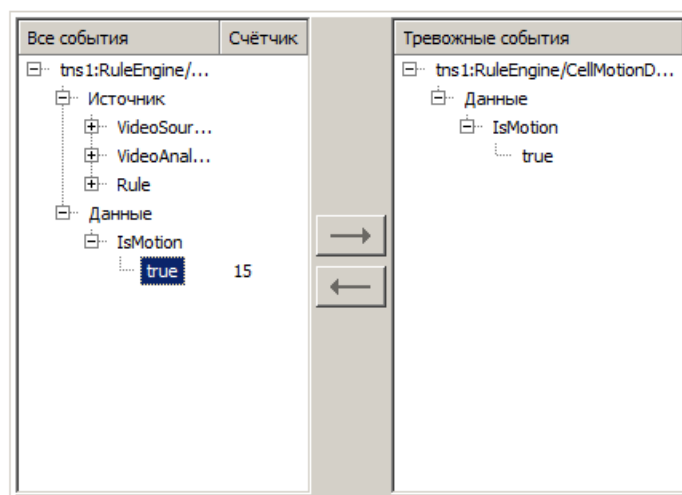 Все события Счётчик
tns1:RuleEngine/...
Источник
VideoSour...
VideoAnal...
Rule
Данные
IsMotion
true 15
Тревожные события
tns1:RuleEngine/CellMotionD...
Данные
IsMotion
true